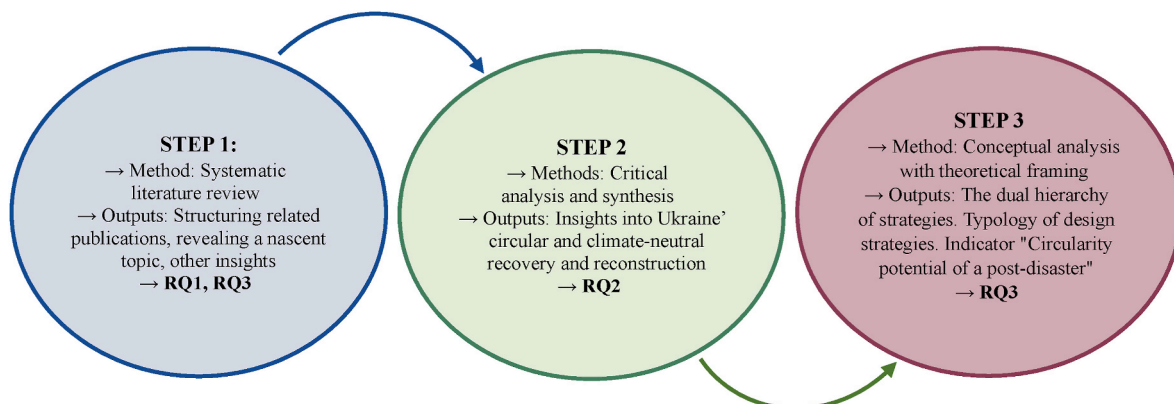 STEP 1:
→ Method: Systematic
literature review
→ Outputs: Structuring related
publications, revealing a nascent
topic, other insights
→ RQ1, RQ3
STEP 2
→ Methods: Critical
analysis and synthesis
→ Outputs: Insights into Ukraine’
circular and climate-neutral
recovery and reconstruction
→ RQ2
STEP 3
→ Method: Conceptual analysis
with theoretical framing
→ Outputs: The dual hierarchy
of strategies. Typology of design
strategies. Indicator "Circularity
potential of a post-disaster"
→ RQ3